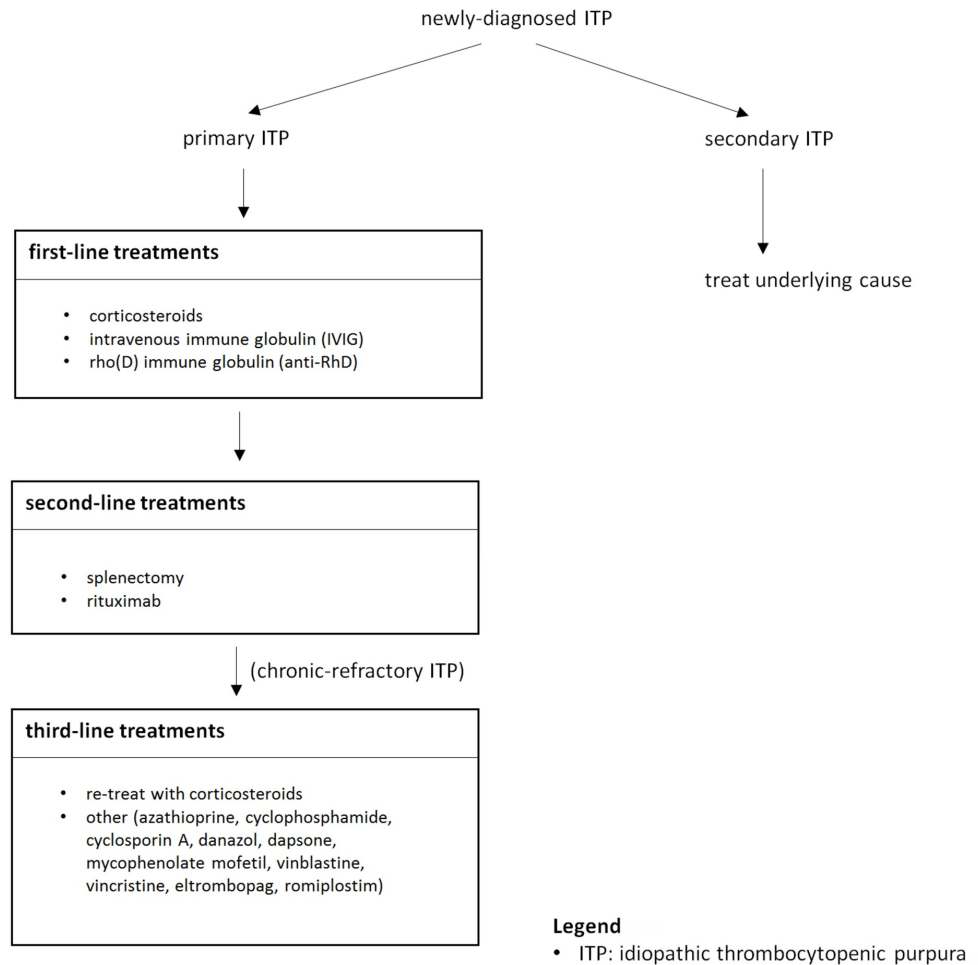 newly-diagnosed ITP
primary ITP
secondary ITP
first-line treatments
treat underlying cause
• corticosteroids
• intravenous immune globulin (IVIG)
• rho(D) immune globulin (anti-RhD)
second-line treatments
• splenectomy
• rituximab
(chronic-refractory ITP)
third-line treatments
• re-treat with corticosteroids
• other (azathioprine, cyclophosphamide,
cyclosporin A, danazol, dapsone,
mycophenolate mofetil, vinblastine,
vincristine, eltrombopag, romiplostim)
Legend
• ITP: idiopathic thrombocytopenic purpura